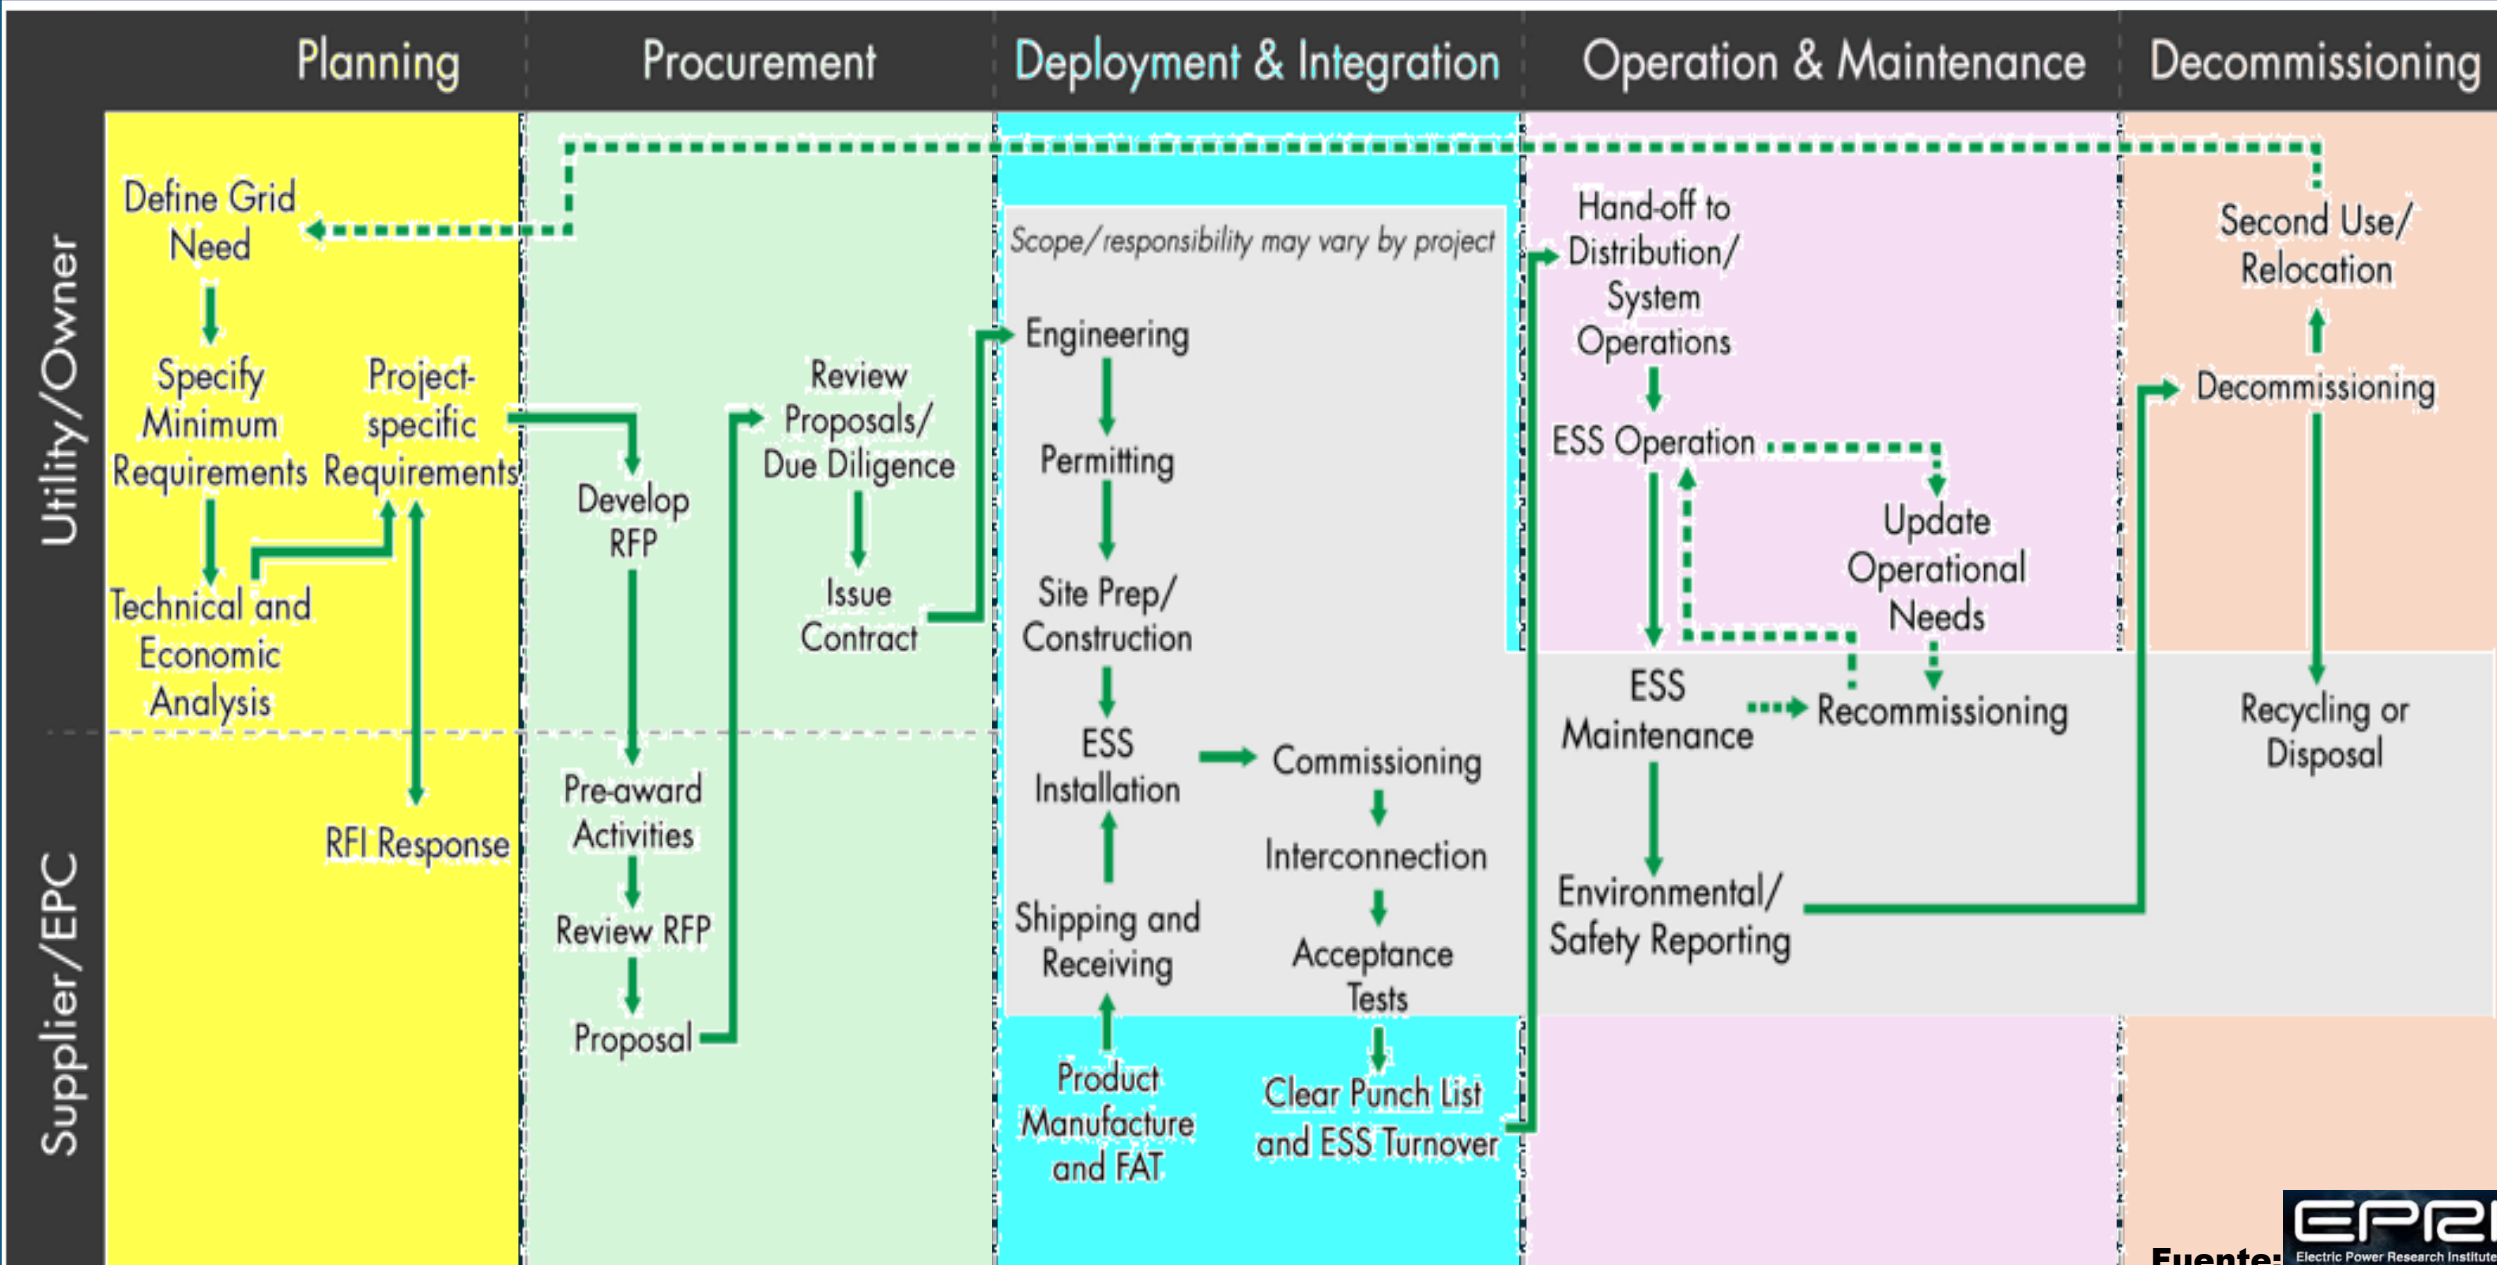 Planning
Procurement
Deployment & Integration
Operation & Maintenance
Decommissioning
Utility/Owner
Define Grid
Need
Specify
Minimum
Requirements
Technical and
Economic
Analysis
Project-
specific
Requirements
Develop
RFP
Review
Proposals/
Due Diligence
Issue
Contract
Scope/responsibility may vary by project
Engineering
Permitting
Site Prep/
Construction
ESS
Installation
Commissioning
Interconnection
Acceptance
Tests
Hand-off to
Distribution/
System
Operations
ESS Operation
Update
Operational
Needs
ESS
Maintenance
Recommissioning
Second Use/
Relocation
Decommissioning
Recycling or
Disposal
Supplier/EPC
RFI Response
Pre-award
Activities
Review RFP
Proposal
Shipping and
Receiving
Product
Manufacture
and FAT
Clear Punch List
and ESS Turnover
Environmental/
Safety Reporting
Fuente:
EPRI
Electric Power Research Institute